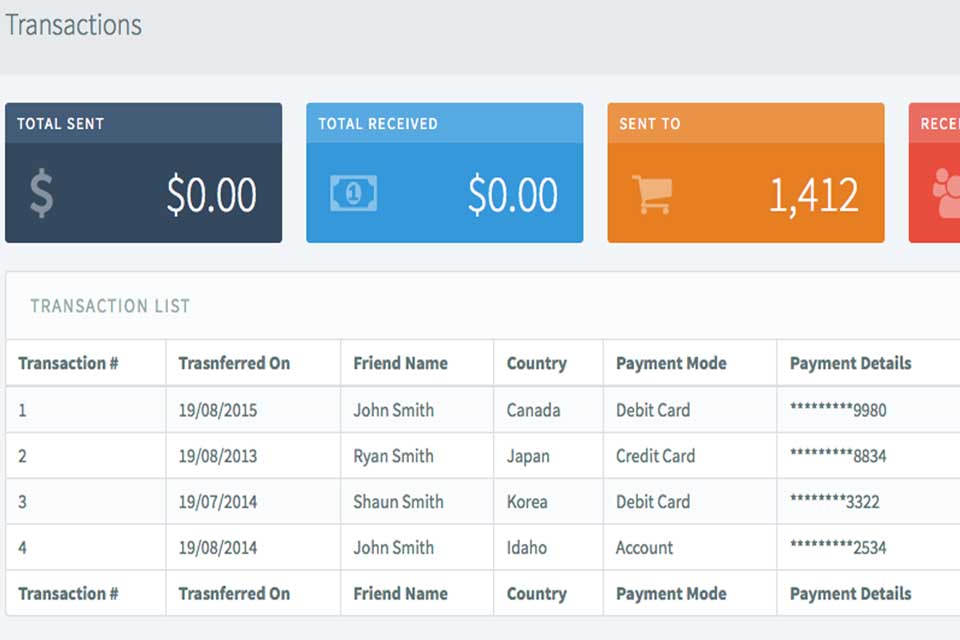 Transactions
TOTAL SENT
$ $0.00
TOTAL RECEIVED
1 $0.00
SENT TO
1,412
RECE
TRANSACTION LIST
Transaction # Trasnferred On Friend Name Country Payment Mode Payment Details
1 19/08/2015 John Smith Canada Debit Card *********9980
2 19/08/2013 Ryan Smith Japan Credit Card *********8834
3 19/07/2014 Shaun Smith Korea Debit Card ********3322
4 19/08/2014 John Smith Idaho Account *********2534
Transaction # Trasnferred On Friend Name Country Payment Mode Payment Details